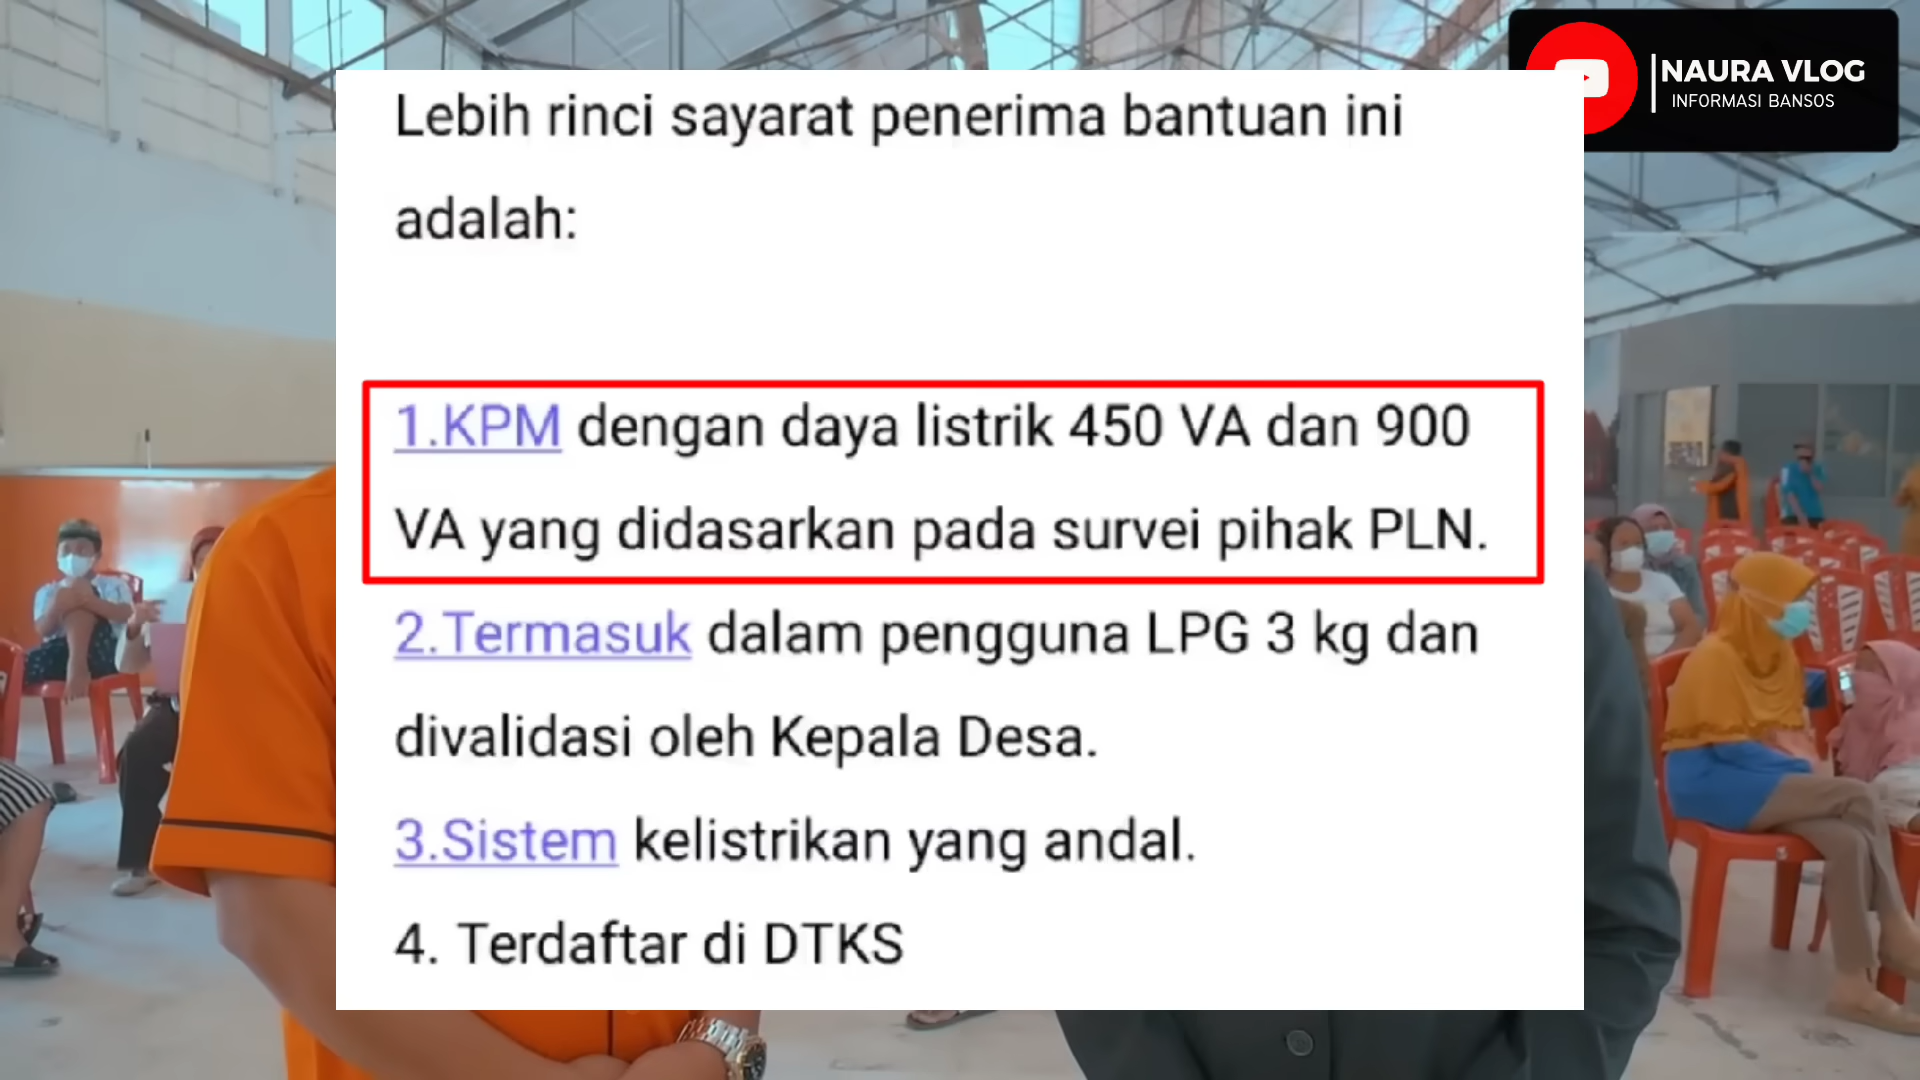 NAURA VLOG
INFORMASI BANSOS
Lebih rinci sayarat penerima bantuan ini
adalah:
1.KPM dengan daya listrik 450 VA dan 900
VA yang didasarkan pada survei pihak PLN.
2.Termasuk dalam pengguna LPG 3 kg dan
divalidasi oleh Kepala Desa.
3.Sistem kelistrikan yang andal.
4. Terdaftar di DTKS